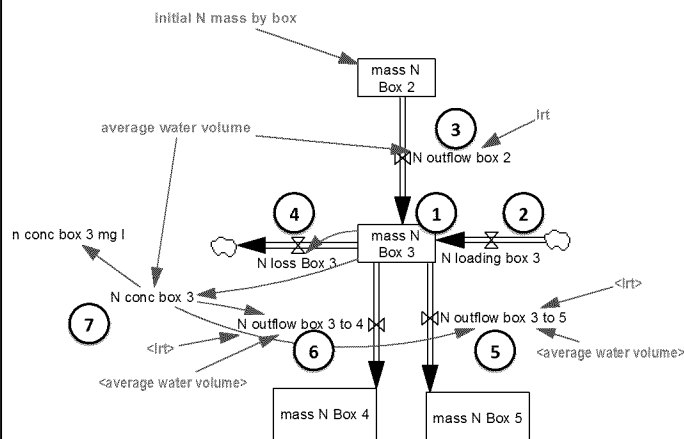 initial N mass by box
mass N
Box 2
3
lrt
average water volume
N outflow box 2
4
1
2
n conc box 3 mg l
mass N
Box 3
N loss Box 3
N loading box 3
<lrt>
N conc box 3
7
N outflow box 3 to 4
N outflow box 3 to 5
<lrt>
6
5
<average water volume>
<average water volume>
mass N Box 4
mass N Box 5